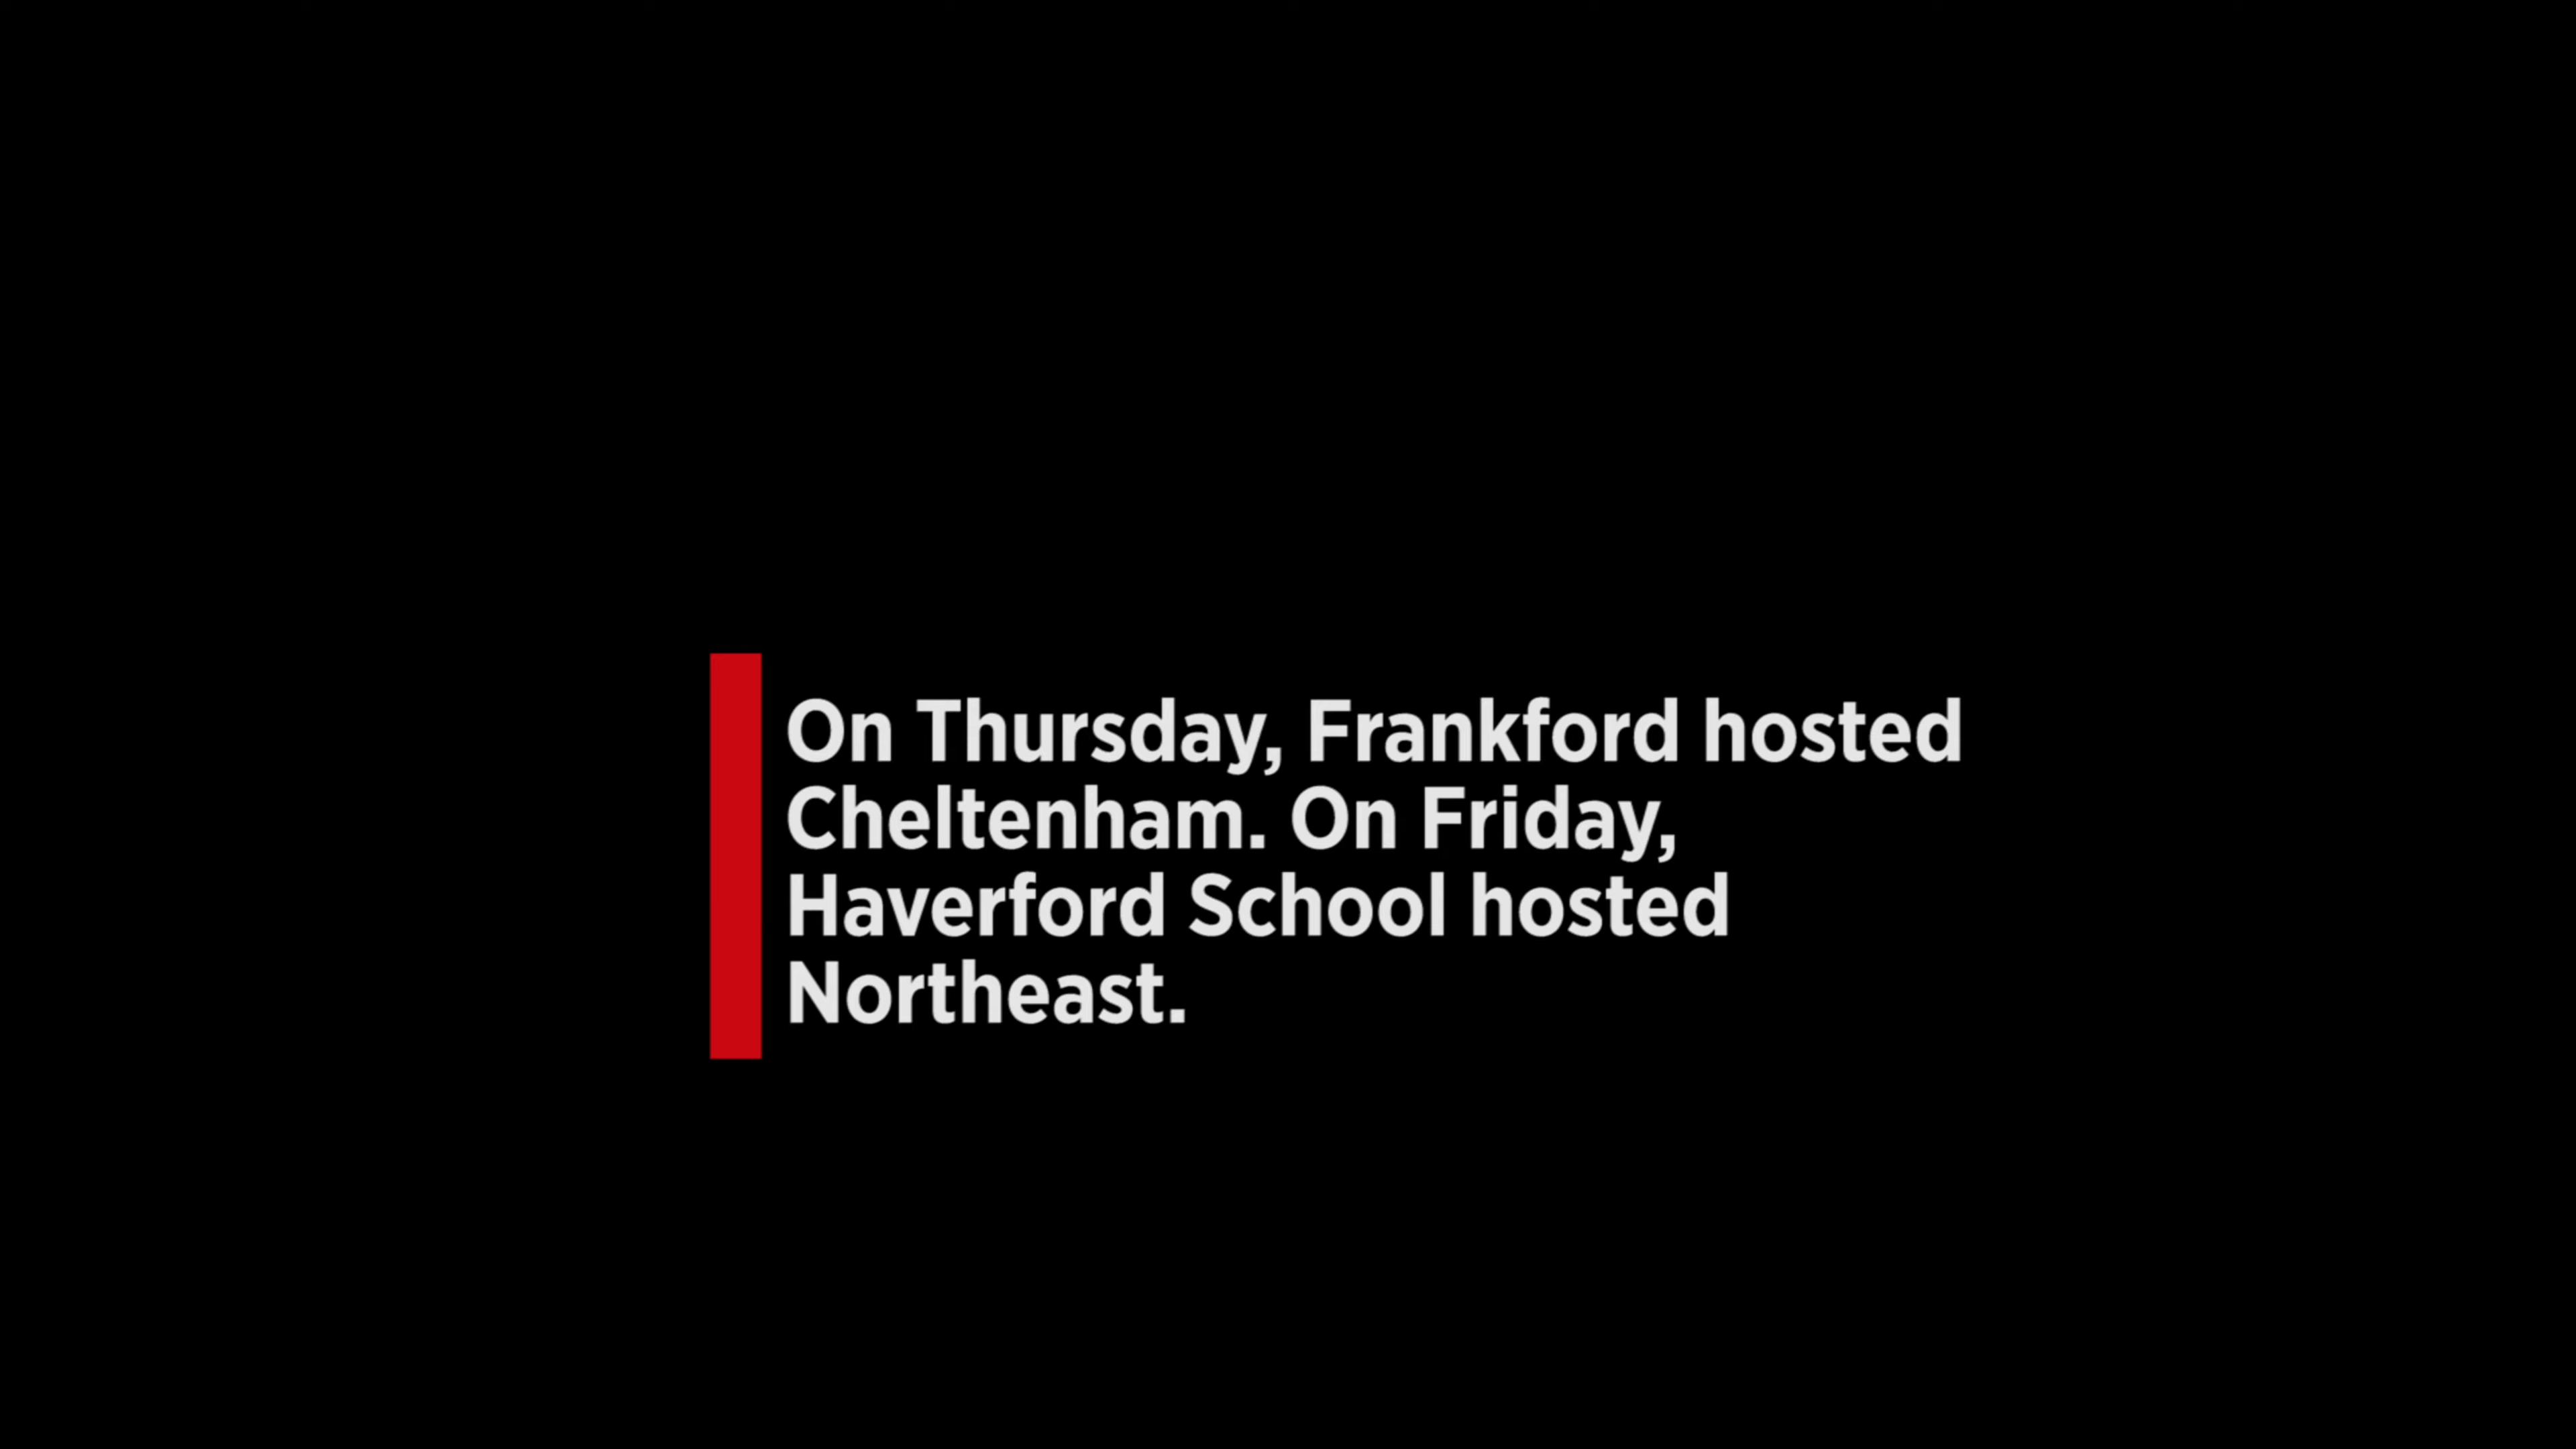 On Thursday, Frankford hosted
Cheltenham. On Friday,
Haverford School hosted
Northeast.